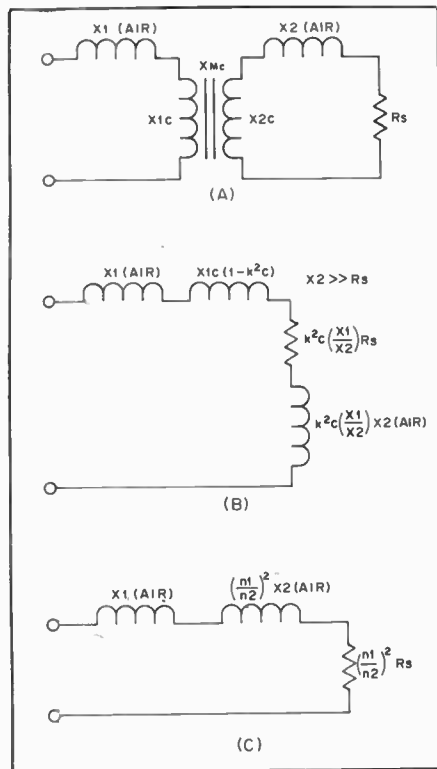 X1 (AIR)
X2 (AIR)
XMc
X1C
X2C
Rs
(A)
X1 (AIR)
X1C (1-k²C)
X2 >> Rs
k²C(X1/X2)Rs
k²C(X1/X2) X2 (AIR)
(B)
X1 (AIR)
(n1/n2)² X2 (AIR)
(n1/n2)² Rs
(C)